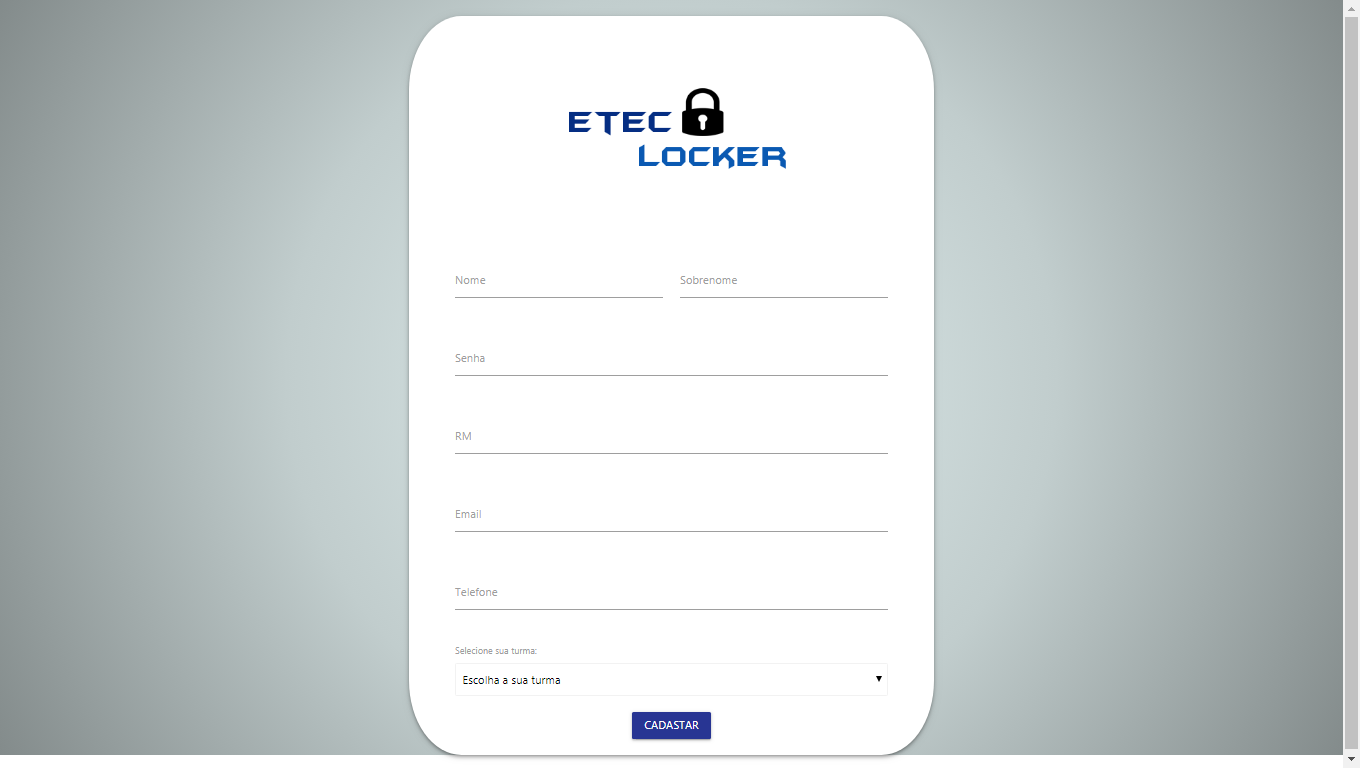 ETEC
LOCKER
Nome Sobrenome
Senha
RM
Email
Telefone
Selecione sua turma:
Escolha a sua turma
CADASTAR